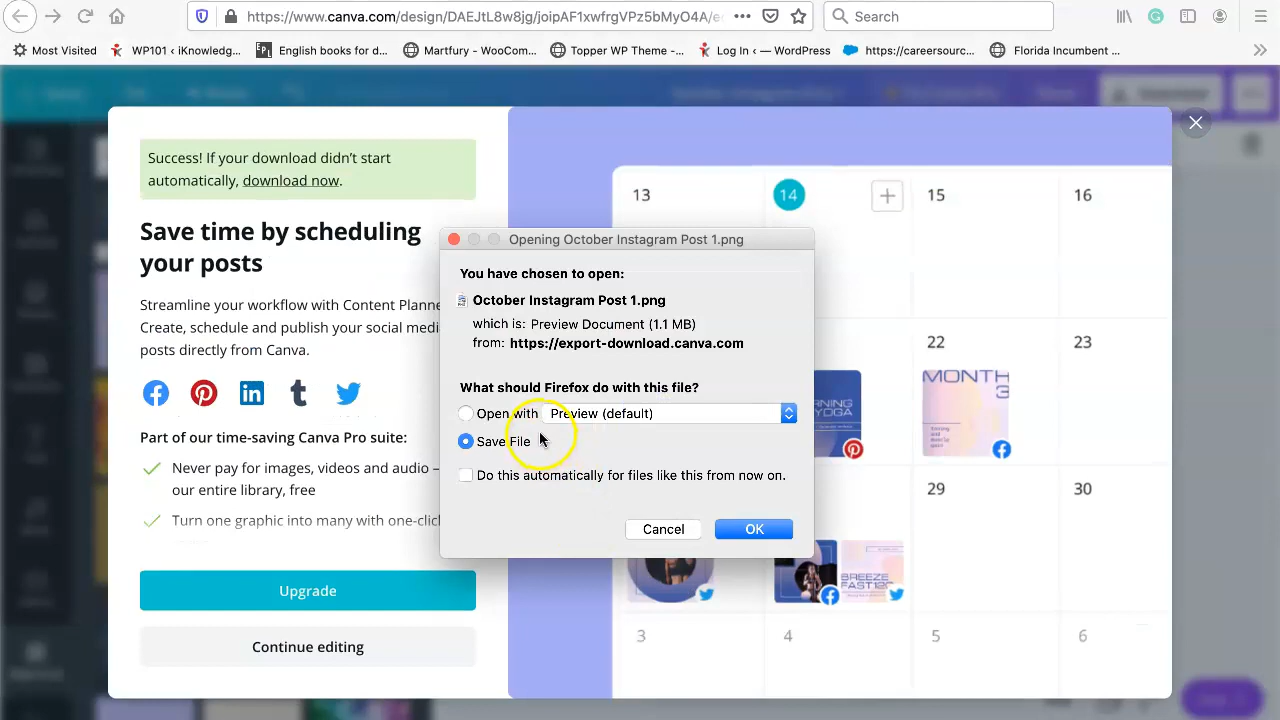 https://www.canva.com/design/DAEJtL8w8jg/joipAF1xwfrgVPz5bMyO4A/e
Search
Most Visited
WP101 ‹ iKnowledg...
English books for d...
Martfury – WooCom...
Topper WP Theme -...
Log In ‹ — WordPress
https://careersourc...
Florida Incumbent ...
Success! If your download didn't start
automatically, download now.
Save time by scheduling
your posts
Streamline your workflow with Content Planne
Create, schedule and publish your social medi
posts directly from Canva.
Part of our time-saving Canva Pro suite:
Never pay for images, videos and audio –
our entire library, free
Turn one graphic into many with one-click
Upgrade
Continue editing
Opening October Instagram Post 1.png
You have chosen to open:
October Instagram Post 1.png
which is: Preview Document (1.1 MB)
from: https://export-download.canva.com
What should Firefox do with this file?
Open with Preview (default)
Save File
Do this automatically for files like this from now on.
Cancel
OK
13
14
15
16
22
23
RNING
YOGA
MONTH
3
29
30
BREEZE
FASTICS
3
4
5
6